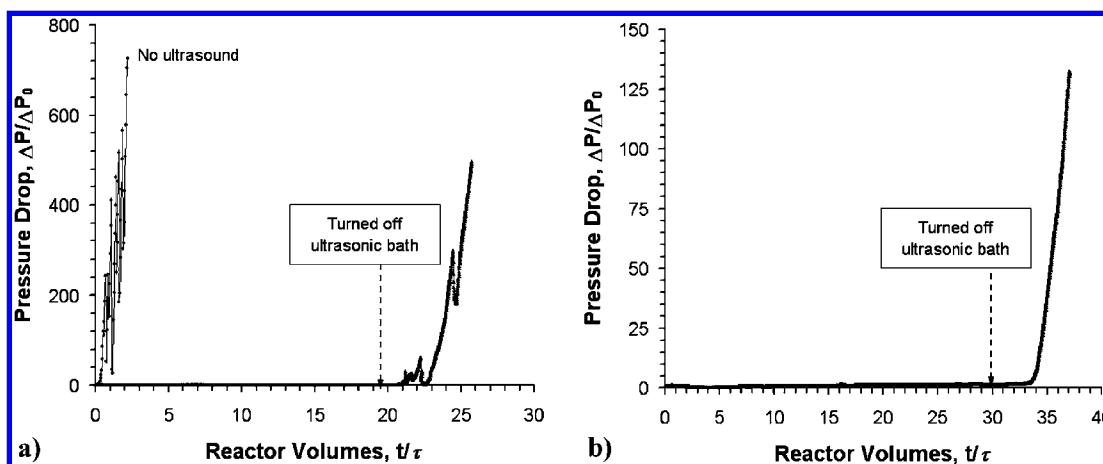 800
600
400
200
0
Pressure Drop, ΔP/ΔP₀
No ultrasound
Turned off
ultrasonic bath
0 5 10 15 20 25 30
a) Reactor Volumes, t/τ
150
125
100
75
50
25
0
Pressure Drop, ΔP/ΔP₀
Turned off
ultrasonic bath
0 5 10 15 20 25 30 35 40
b) Reactor Volumes, t/τ